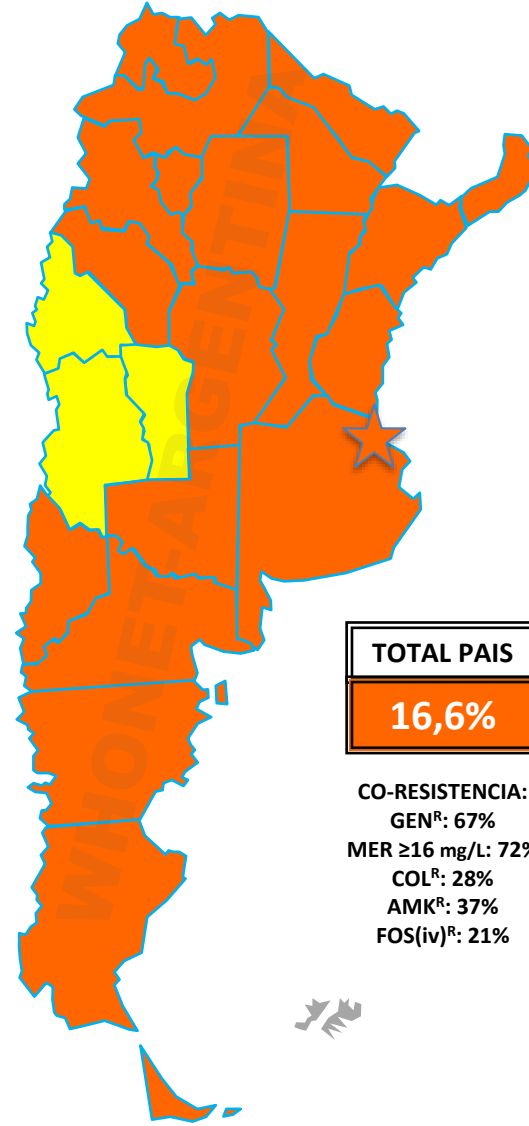 WHONET-ARGENTINA
TOTAL PAIS
16,6%
CO-RESISTENCIA:
GENᴿ: 67%
MER ≥16 mg/L: 72%
COLᴿ: 28%
AMKᴿ: 37%
FOS(iv)ᴿ: 21%